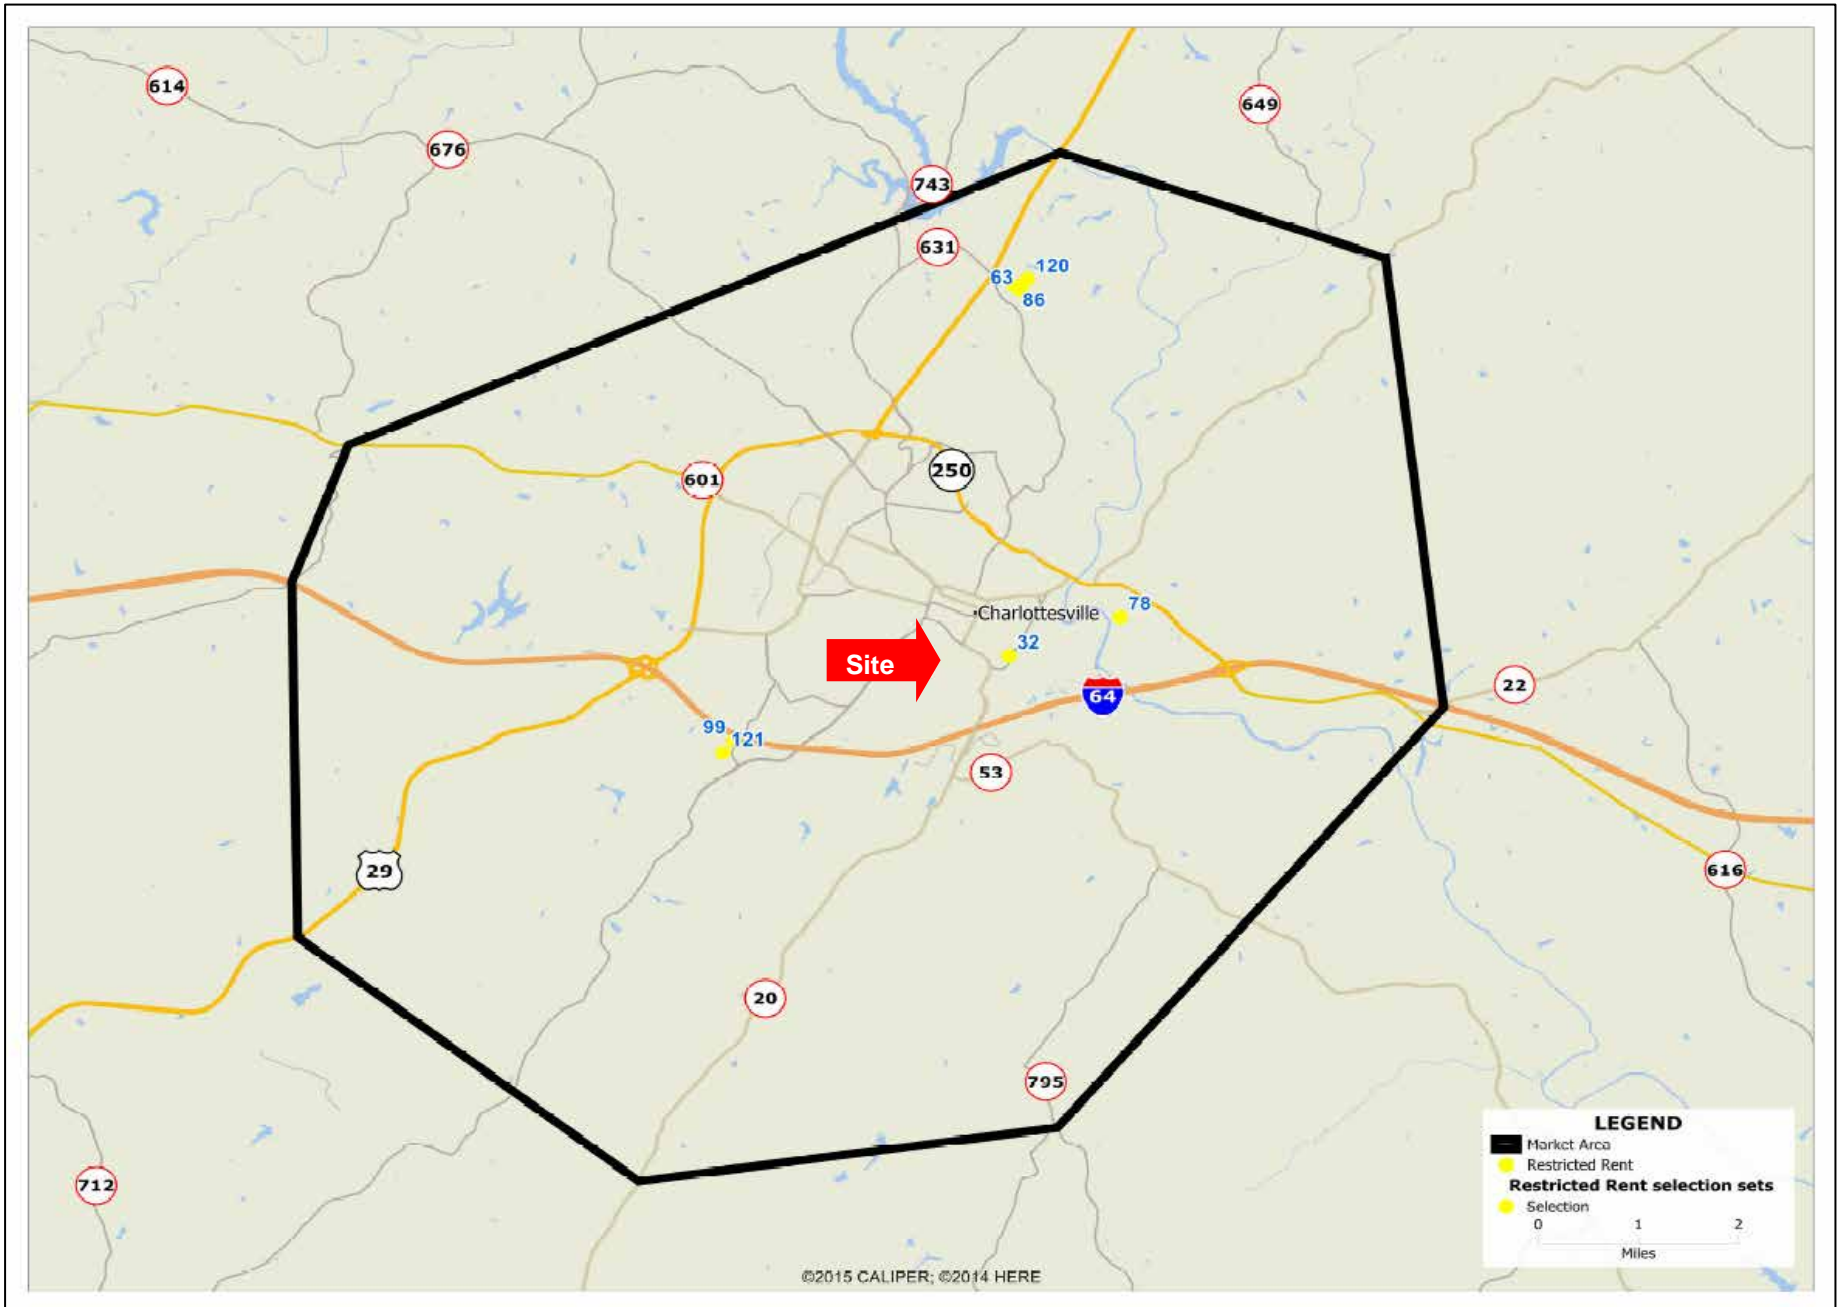 614
649
676
743
631
120
63
86
250
601
Charlottesville
78
32
Site
22
64
99
121
53
29
616
20
795
712
LEGEND
Market Area
Restricted Rent
Restricted Rent selection sets
Selection
0 1 2
Miles
©2015 CALIPER; ©2014 HERE